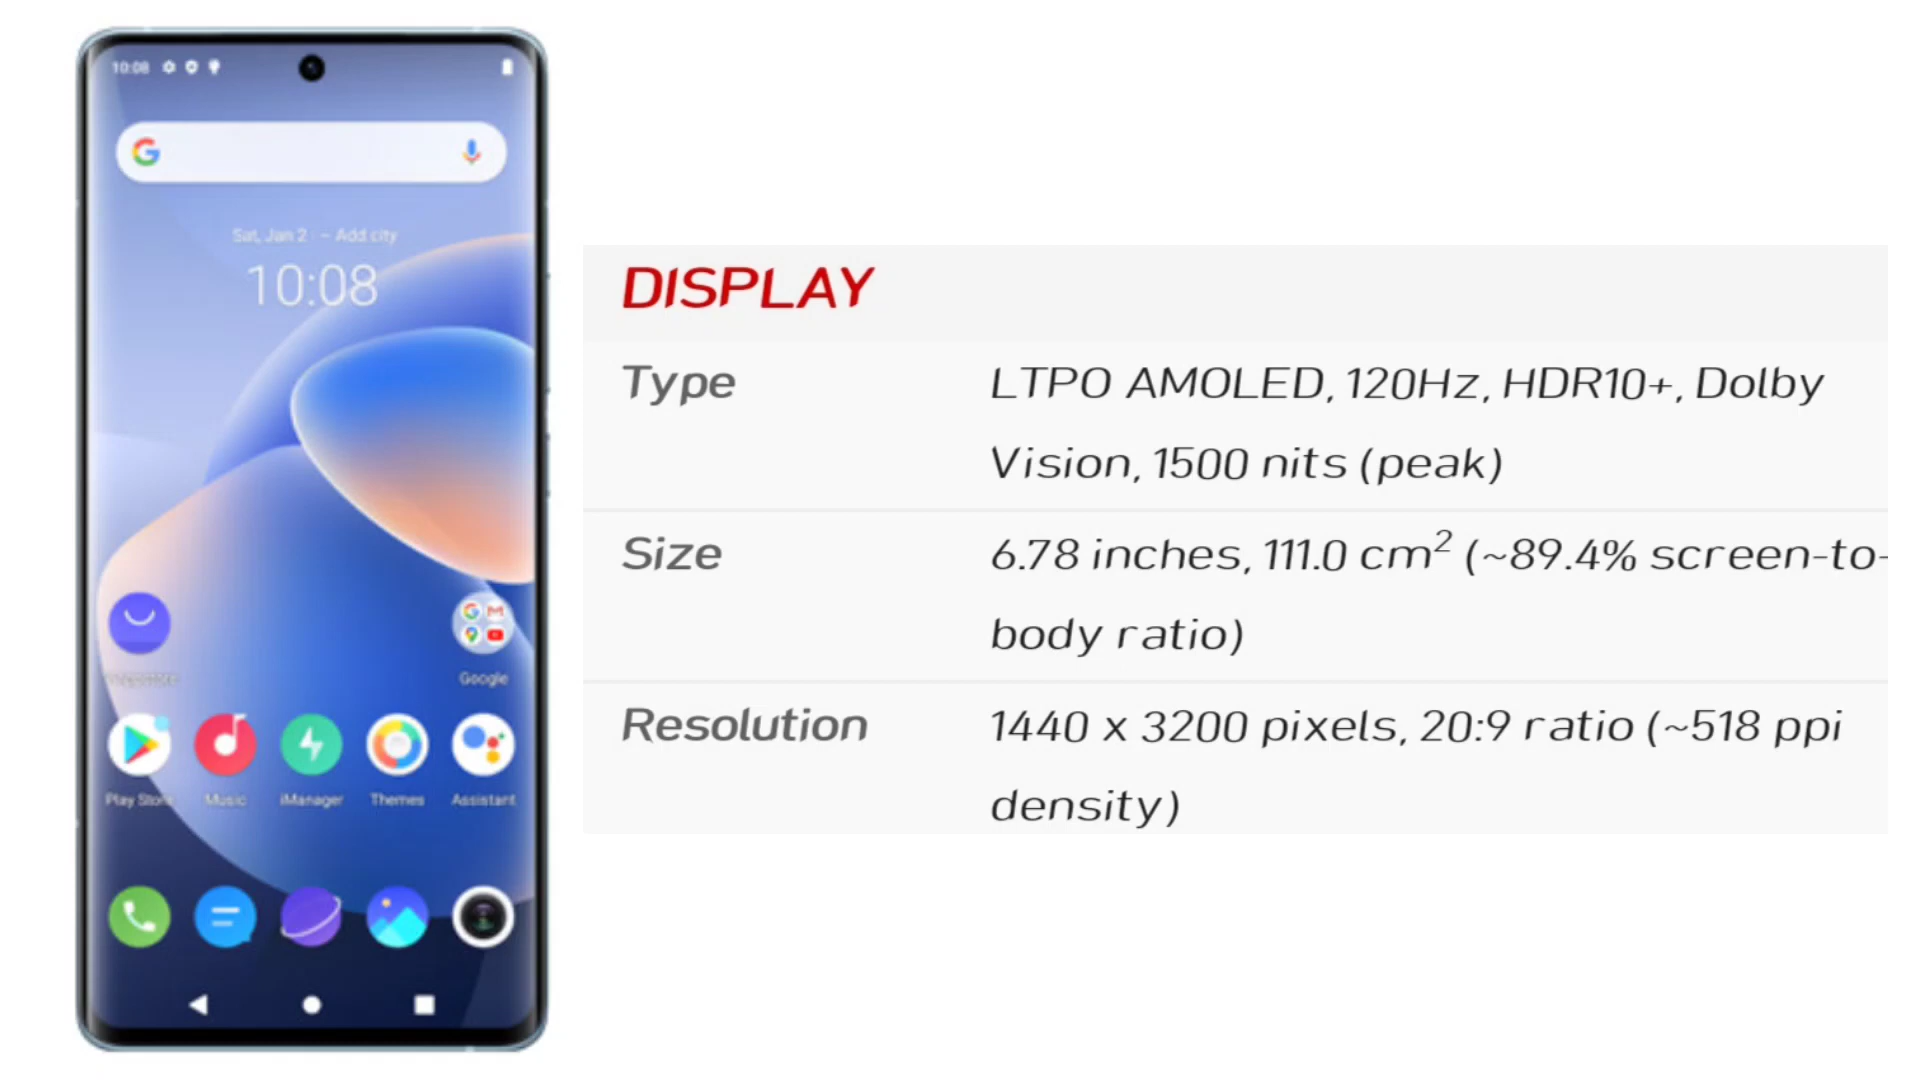 10:08
Sat, Jan 2 - Add city
10:08
Google
Play Store Music iManager Themes Assistant
DISPLAY
Type LTPO AMOLED, 120Hz, HDR10+, Dolby
Vision, 1500 nits (peak)
Size 6.78 inches, 111.0 cm² (~89.4% screen-to-
body ratio)
Resolution 1440 x 3200 pixels, 20:9 ratio (~518 ppi
density)